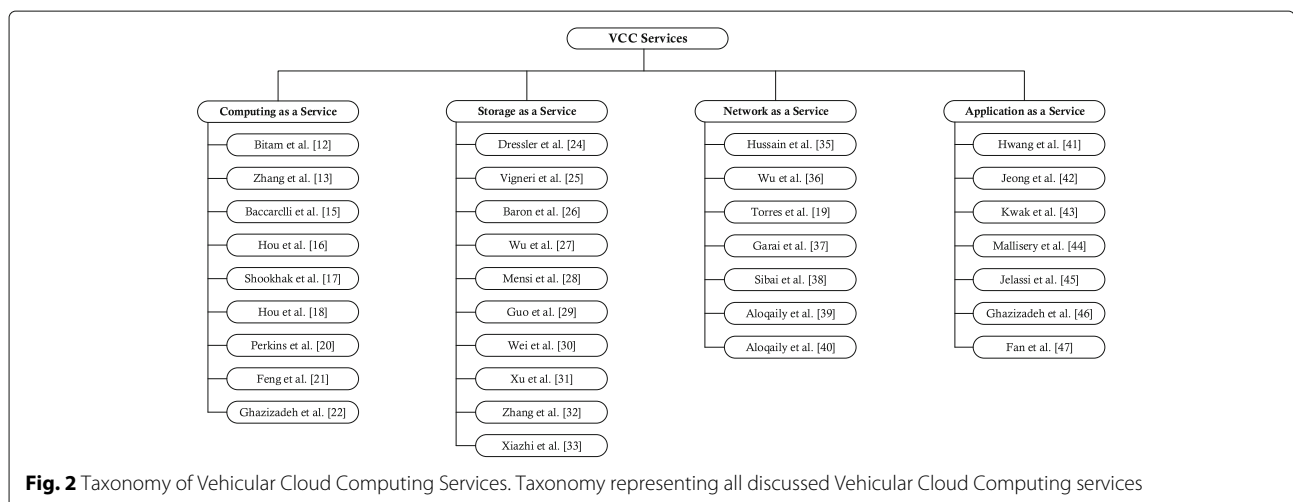 VCC Services
Computing as a Service
Bitam et al. [12]
Zhang et al. [13]
Baccarclli et al. [15]
Hou et al. [16]
Shookhak et al. [17]
Hou et al. [18]
Perkins et al. [20]
Feng et al. [21]
Ghazizadeh et al. [22]
Storage as a Service
Dressler et al. [24]
Vigneri et al. [25]
Baron et al. [26]
Wu et al. [27]
Mensi et al. [28]
Guo et al. [29]
Wei et al. [30]
Xu et al. [31]
Zhang et al. [32]
Xiazhi et al. [33]
Network as a Service
Hussain et al. [35]
Wu et al. [36]
Torres et al. [19]
Garai et al. [37]
Sibai et al. [38]
Aloqaily et al. [39]
Aloqaily et al. [40]
Application as a Service
Hwang et al. [41]
Jeong et al. [42]
Kwak et al. [43]
Mallisery et al. [44]
Jelassi et al. [45]
Ghazizadeh et al. [46]
Fan et al. [47]
Fig. 2 Taxonomy of Vehicular Cloud Computing Services. Taxonomy representing all discussed Vehicular Cloud Computing services